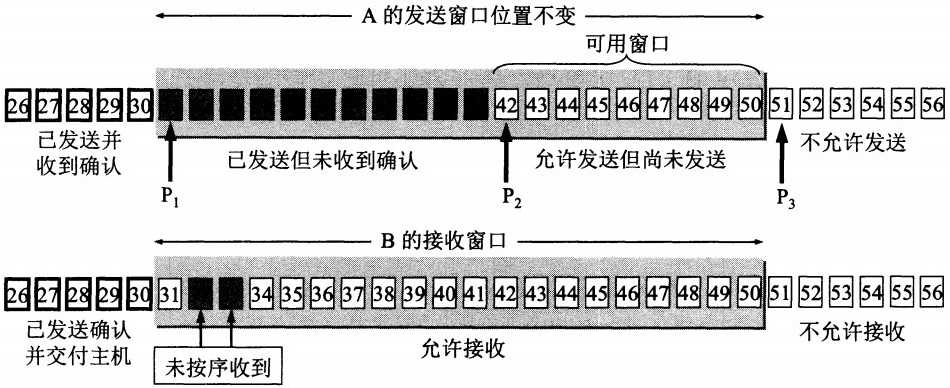 A 的发送窗口位置不变
可用窗口
26 27 28 29 30 42 43 44 45 46 47 48 49 50 51 52 53 54 55 56
已发送并
收到确认
已发送但未收到确认
允许发送但尚未发送
不允许发送
P1
P2
P3
B 的接收窗口
26 27 28 29 30 31 34 35 36 37 38 39 40 41 42 43 44 45 46 47 48 49 50 51 52 53 54 55 56
已发送确认
并交付主机
未按序收到
允许接收
不允许接收